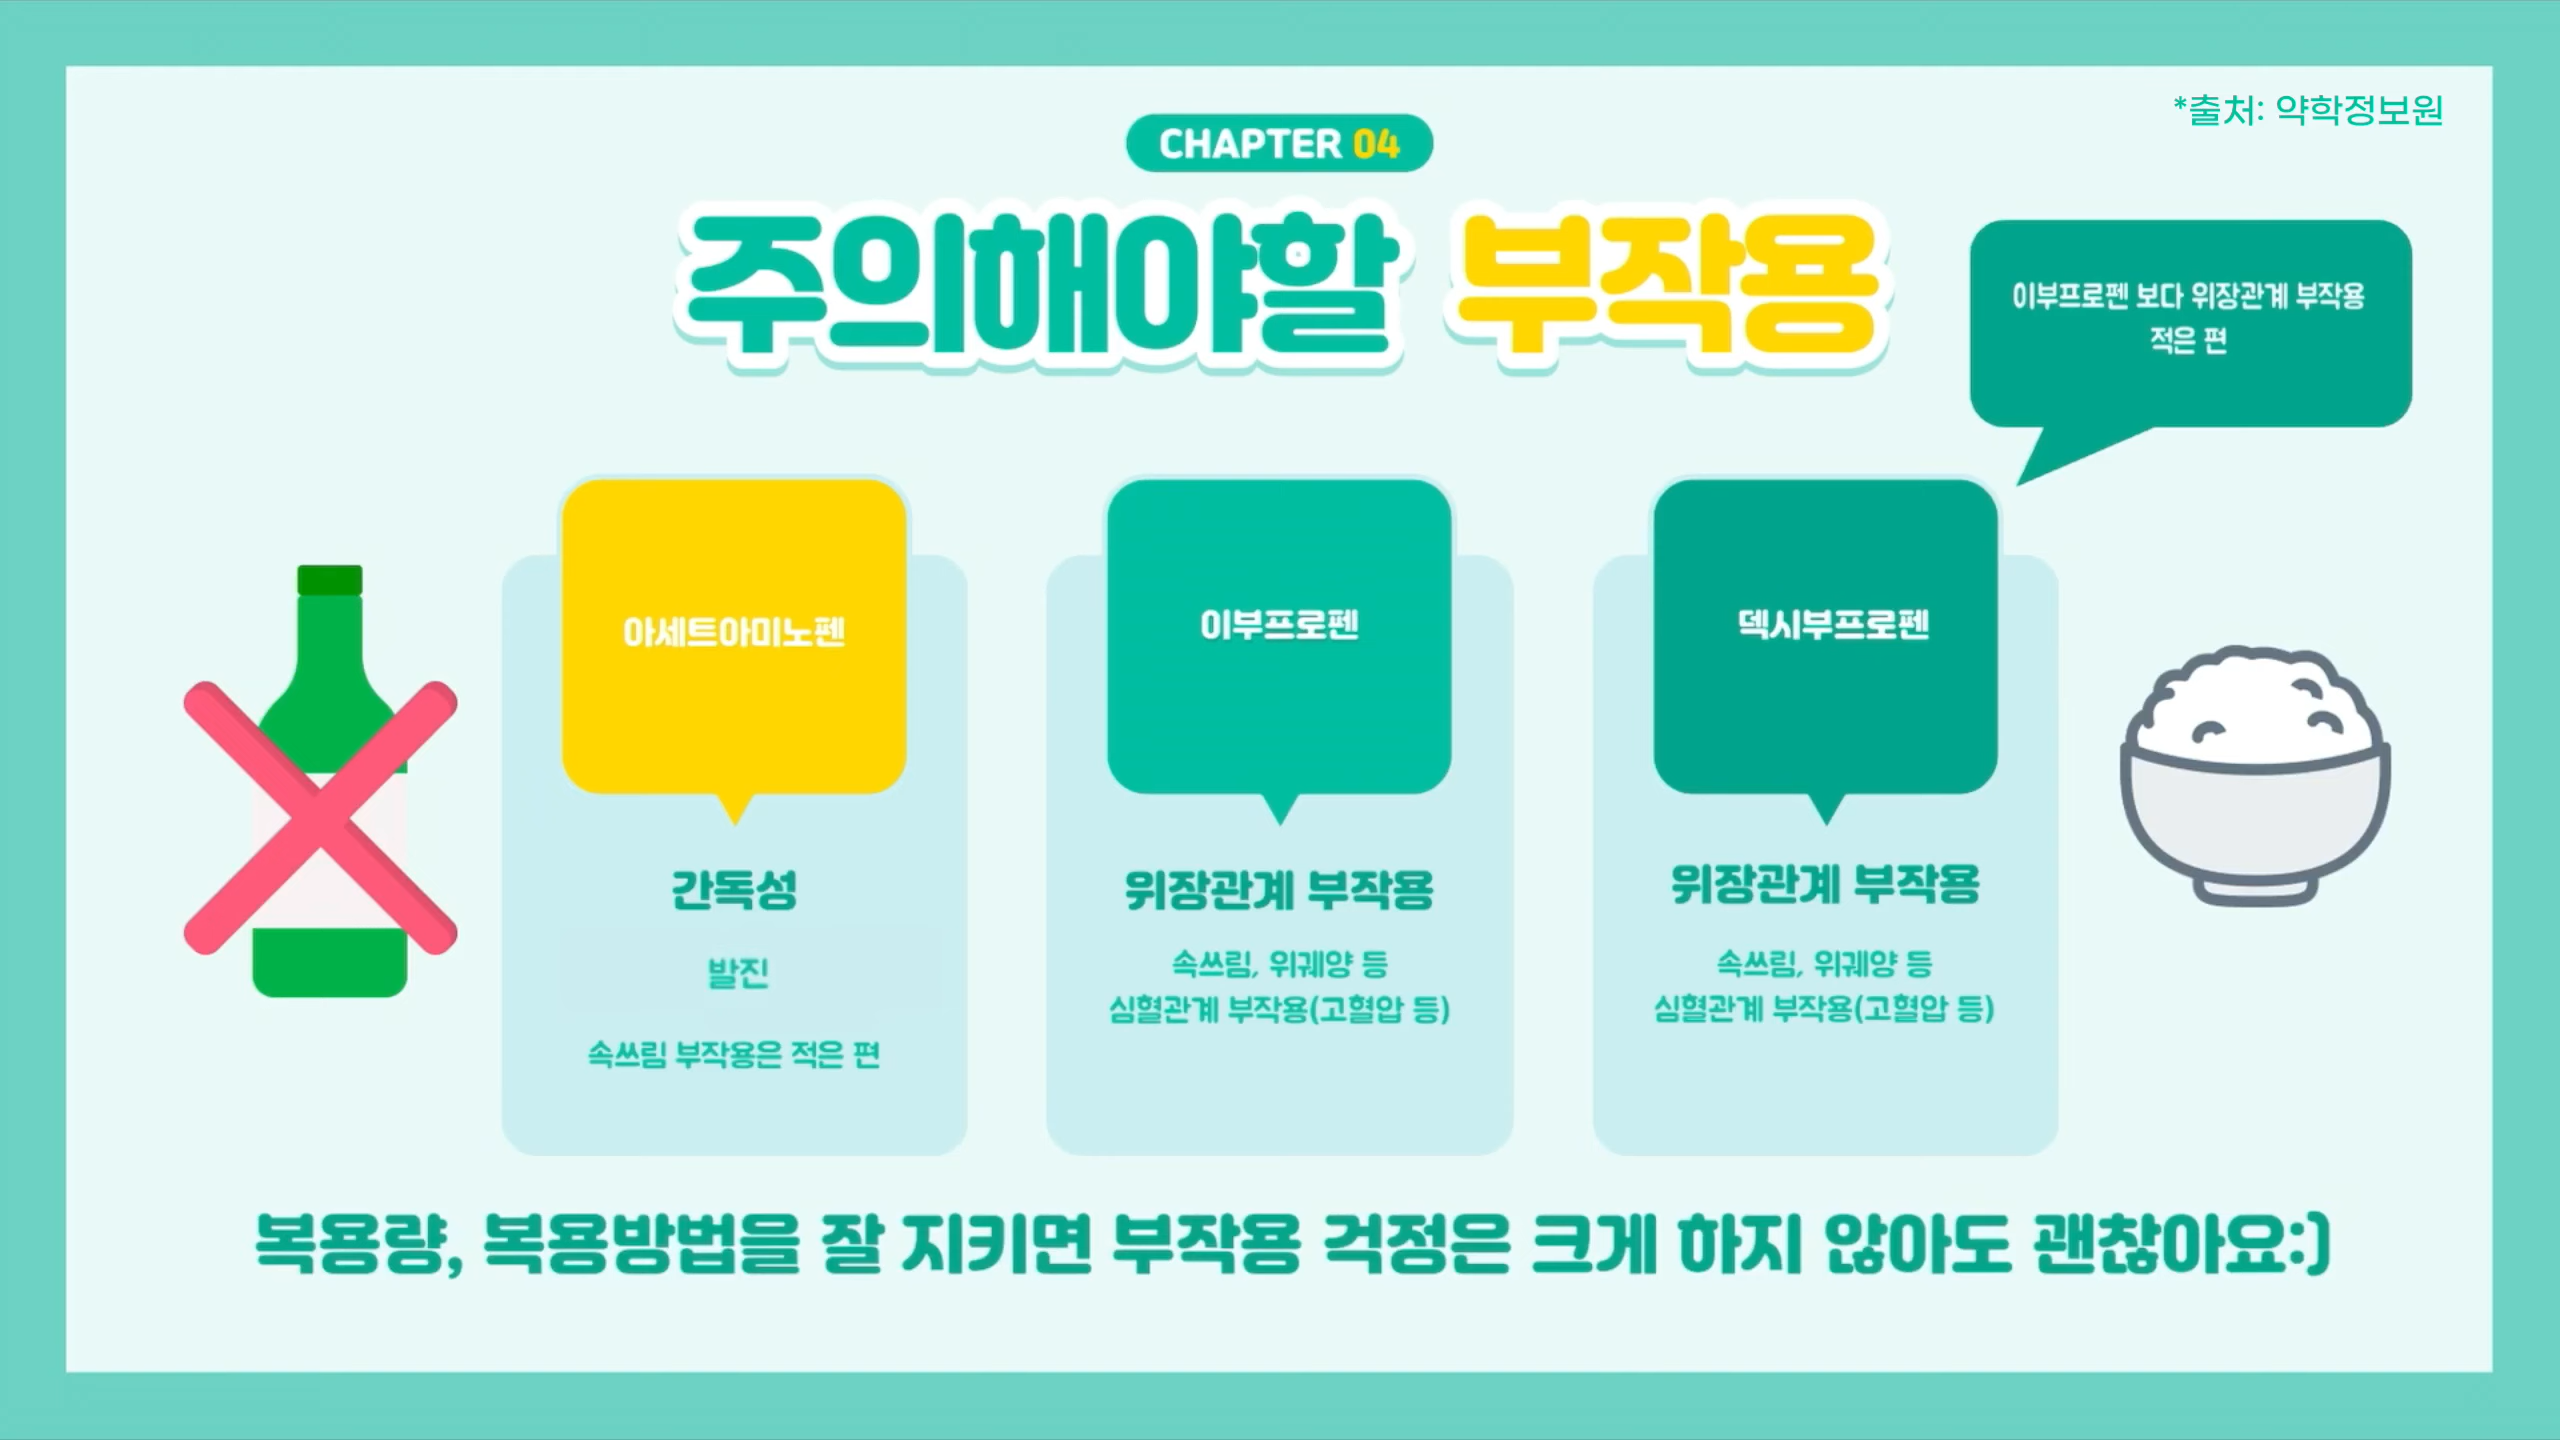 *출처: 약학정보원
CHAPTER 04
주의해야할 부작용
이부프로펜 보다 위장관계 부작용
적은 편
아세트아미노펜
간독성
발진
속쓰림 부작용은 적은 편
이부프로펜
위장관계 부작용
속쓰림, 위궤양 등
심혈관계 부작용(고혈압 등)
덱시부프로펜
위장관계 부작용
속쓰림, 위궤양 등
심혈관계 부작용(고혈압 등)
복용량, 복용방법을 잘 지키면 부작용 걱정은 크게 하지 않아도 괜찮아요:)